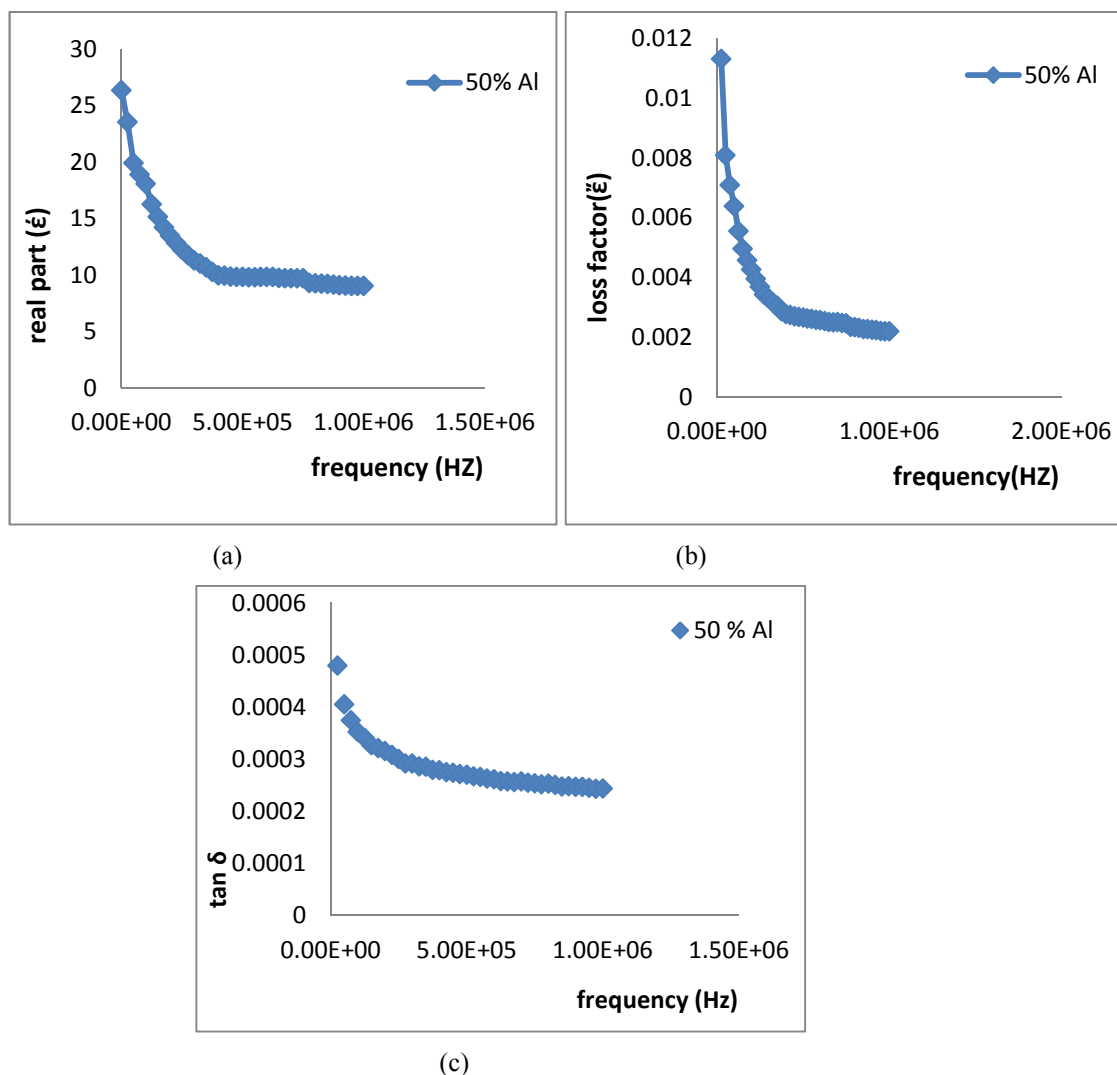 30
25
20
15
10
5
0
0.00E+00 5.00E+05 1.00E+06 1.50E+06
real part (έ)
frequency (HZ)
50% Al
(a)
0.012
0.01
0.008
0.006
0.004
0.002
0
0.00E+00 1.00E+06 2.00E+06
loss factor(ε̋)
frequency(HZ)
50% Al
(b)
0.0006
0.0005
0.0004
0.0003
0.0002
0.0001
0
0.00E+00 5.00E+05 1.00E+06 1.50E+06
tan δ
frequency (Hz)
50 % Al
(c)